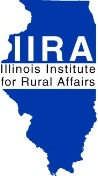 IIRA
Illinois Institute
for Rural Affairs